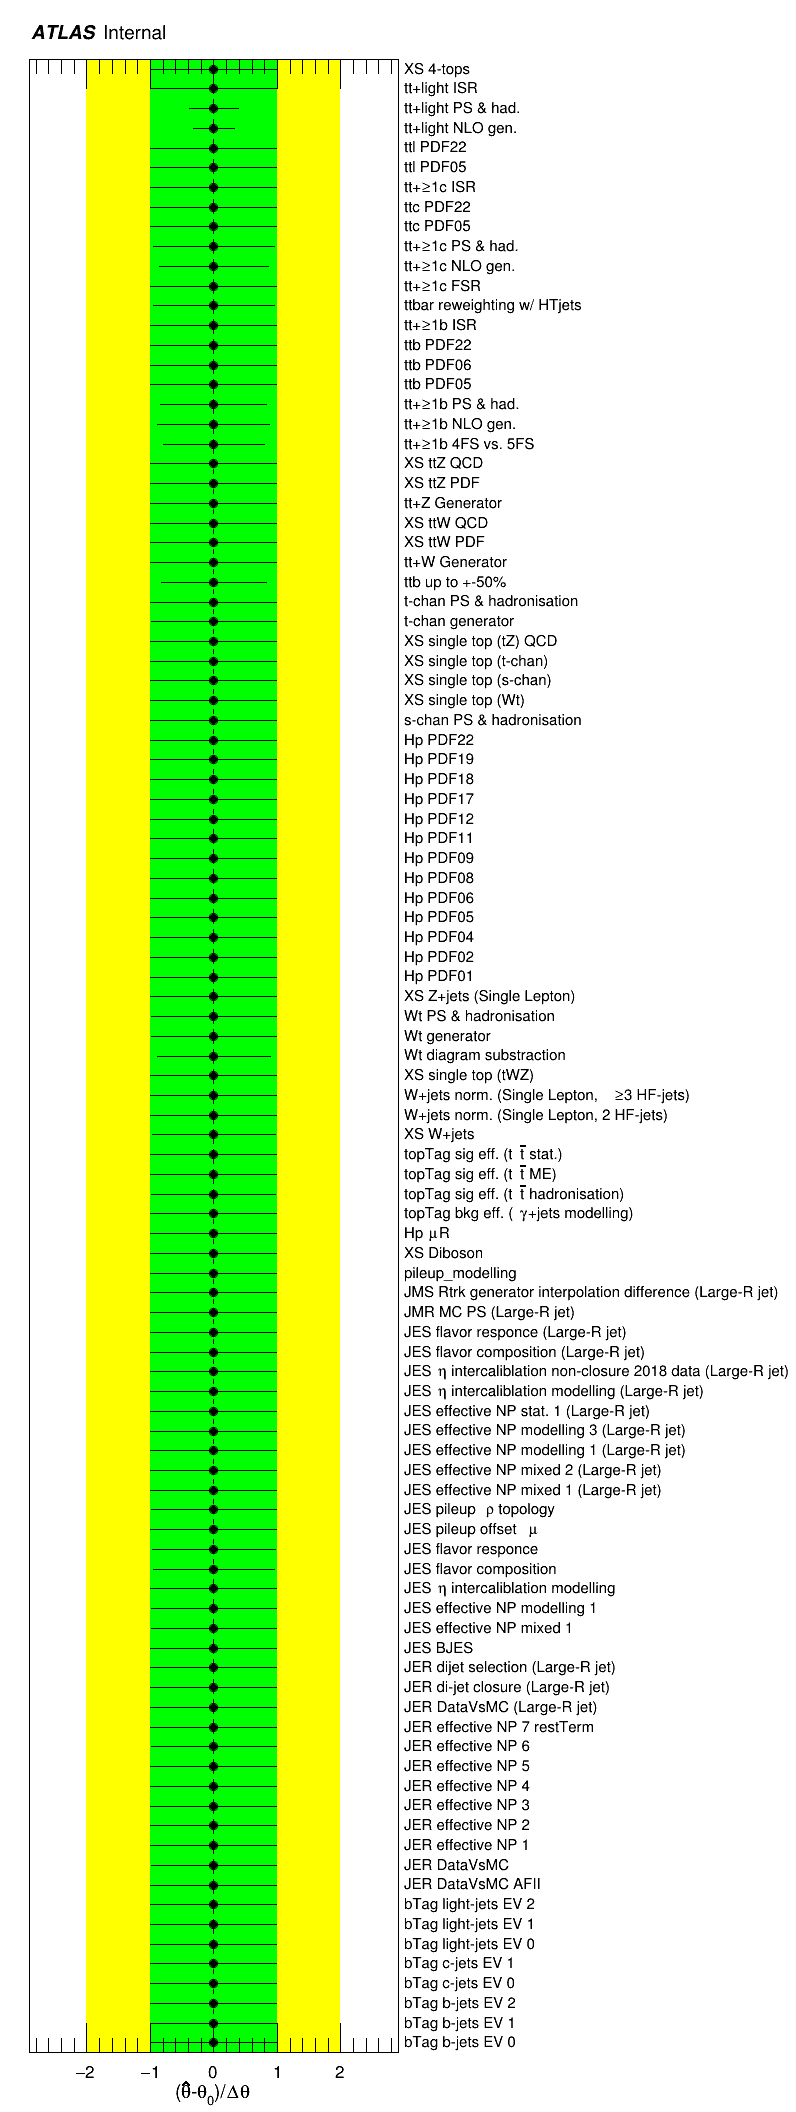 ATLAS Internal
XS 4-tops
tt+light ISR
tt+light PS & had.
tt+light NLO gen.
ttl PDF22
ttl PDF05
tt+≥1c ISR
ttc PDF22
ttc PDF05
tt+≥1c PS & had.
tt+≥1c NLO gen.
tt+≥1c FSR
ttbar reweighting w/ HTjets
tt+≥1b ISR
ttb PDF22
ttb PDF06
ttb PDF05
tt+≥1b PS & had.
tt+≥1b NLO gen.
tt+≥1b 4FS vs. 5FS
XS ttZ QCD
XS ttZ PDF
tt+Z Generator
XS ttW QCD
XS ttW PDF
tt+W Generator
ttb up to +-50%
t-chan PS & hadronisation
t-chan generator
XS single top (tZ) QCD
XS single top (t-chan)
XS single top (s-chan)
XS single top (Wt)
s-chan PS & hadronisation
Hp PDF22
Hp PDF19
Hp PDF18
Hp PDF17
Hp PDF12
Hp PDF11
Hp PDF09
Hp PDF08
Hp PDF06
Hp PDF05
Hp PDF04
Hp PDF02
Hp PDF01
XS Z+jets (Single Lepton)
Wt PS & hadronisation
Wt generator
Wt diagram substraction
XS single top (tWZ)
W+jets norm. (Single Lepton, ≥3 HF-jets)
W+jets norm. (Single Lepton, 2 HF-jets)
XS W+jets
topTag sig eff. (t t̅ stat.)
topTag sig eff. (t t̅ ME)
topTag sig eff. (t t̅ hadronisation)
topTag bkg eff. ( γ+jets modelling)
Hp μR
XS Diboson
pileup_modelling
JMS Rtrk generator interpolation difference (Large-R jet)
JMR MC PS (Large-R jet)
JES flavor responce (Large-R jet)
JES flavor composition (Large-R jet)
JES η intercaliblation non-closure 2018 data (Large-R jet)
JES η intercaliblation modelling (Large-R jet)
JES effective NP stat. 1 (Large-R jet)
JES effective NP modelling 3 (Large-R jet)
JES effective NP modelling 1 (Large-R jet)
JES effective NP mixed 2 (Large-R jet)
JES effective NP mixed 1 (Large-R jet)
JES pileup ρ topology
JES pileup offset μ
JES flavor responce
JES flavor composition
JES η intercaliblation modelling
JES effective NP modelling 1
JES effective NP mixed 1
JES BJES
JER dijet selection (Large-R jet)
JER di-jet closure (Large-R jet)
JER DataVsMC (Large-R jet)
JER effective NP 7 restTerm
JER effective NP 6
JER effective NP 5
JER effective NP 4
JER effective NP 3
JER effective NP 2
JER effective NP 1
JER DataVsMC
JER DataVsMC AFII
bTag light-jets EV 2
bTag light-jets EV 1
bTag light-jets EV 0
bTag c-jets EV 1
bTag c-jets EV 0
bTag b-jets EV 2
bTag b-jets EV 1
bTag b-jets EV 0
−2 −1 0 1 2
(θ̂-θ₀)/Δθ